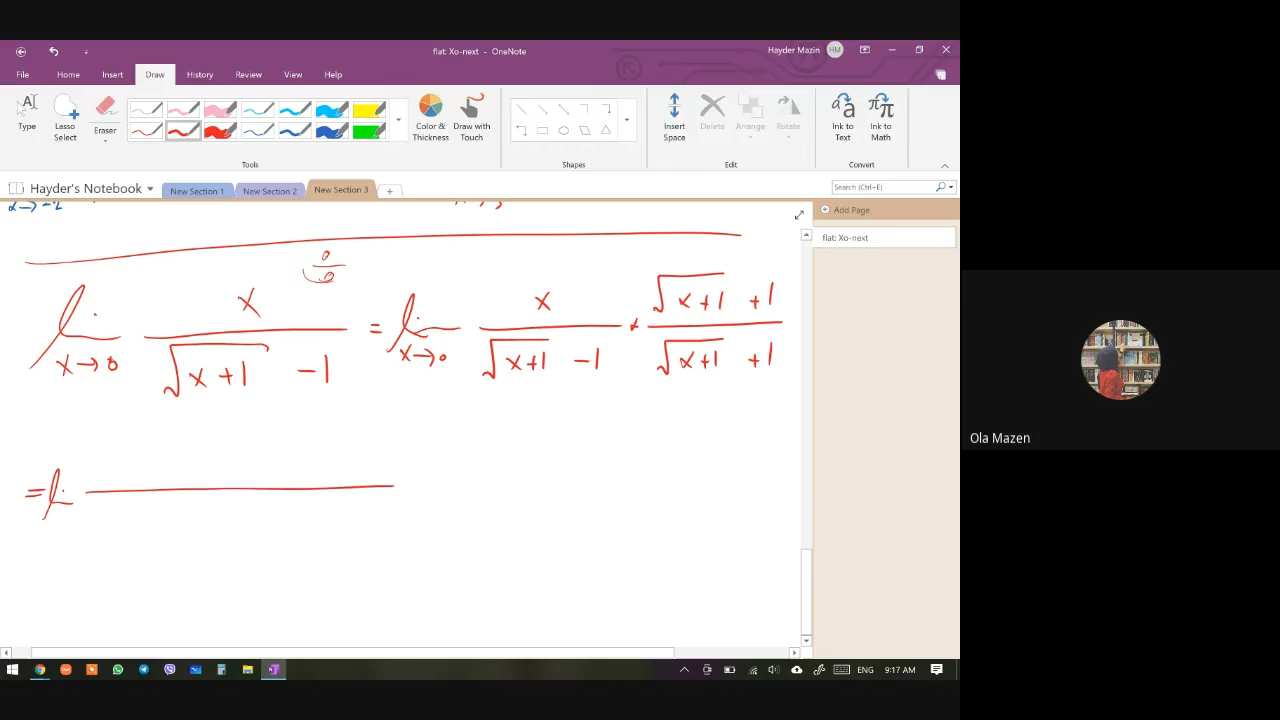 flat: Xo-next - OneNote
Hayder Mazin HM
File Home Insert Draw History Review View Help
Type Lasso Select Eraser Color & Thickness Draw with Touch Insert Space Delete Arrange Rotate Ink to Text Ink to Math
Tools Shapes Edit Convert
Hayder's Notebook New Section 1 New Section 2 New Section 3 + Search (Ctrl+E)
Add Page
flat: Xo-next
x→-2
0/0
lim x→0 x/(√(x+1) -1) = lim x→0 x/(√(x+1) -1) * (√(x+1) +1)/(√(x+1) +1)
= li
Ola Mazen
ENG 9:17 AM